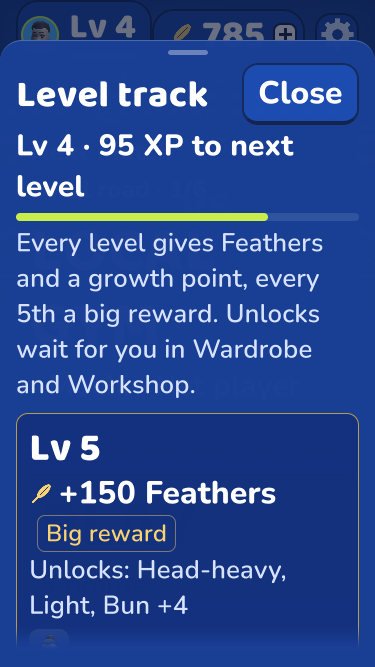 Lv 4
785
Level track
Close
Lv 4 · 95 XP to next
level
Every level gives Feathers
and a growth point, every
5th a big reward. Unlocks
wait for you in Wardrobe
and Workshop.
Lv 5
+150 Feathers
Big reward
Unlocks: Head-heavy,
Light, Bun +4